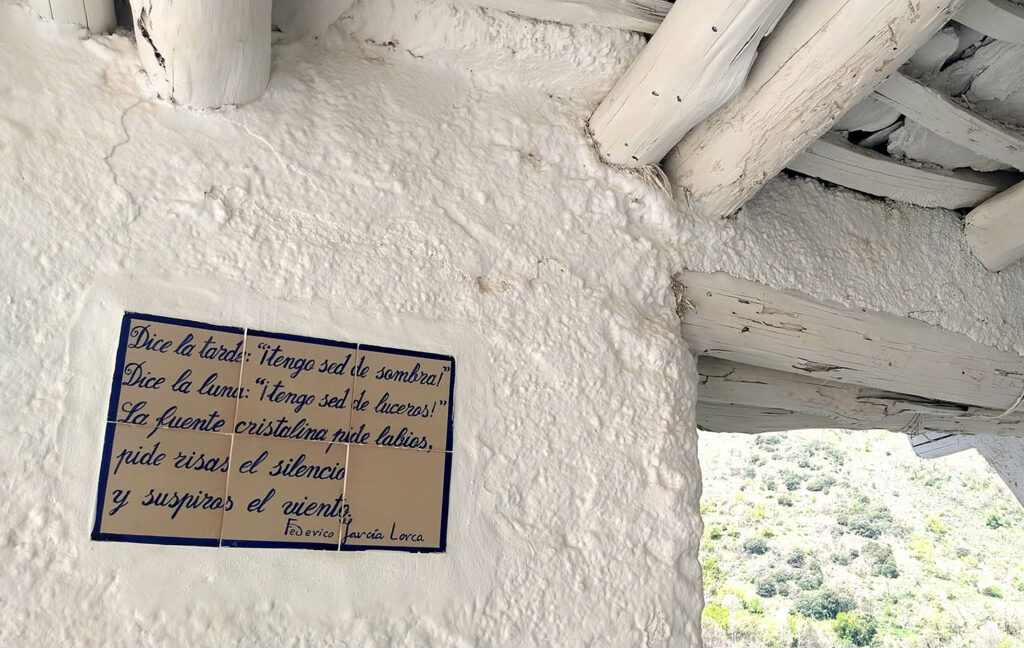 Dice la tarde: "¡tengo sed de sombra!"
Dice la luna: "¡tengo sed de luceros!"
La fuente cristalina pide labios,
pide risas el silencio
y suspiros el viento.
Federico García Lorca